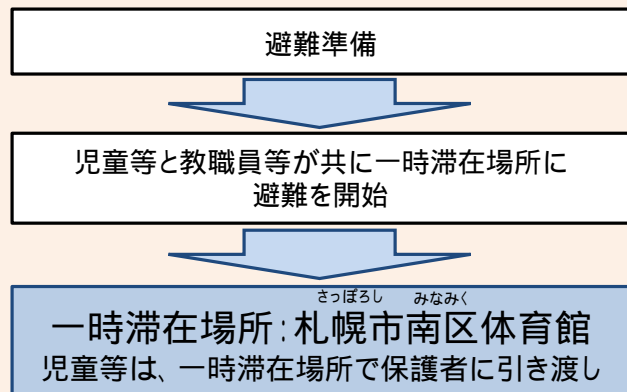 避難準備
児童等と教職員等が共に一時滞在場所に
避難を開始
さっぽろし みなみく
一時滞在場所:札幌市南区体育館
児童等は、一時滞在場所で保護者に引き渡し